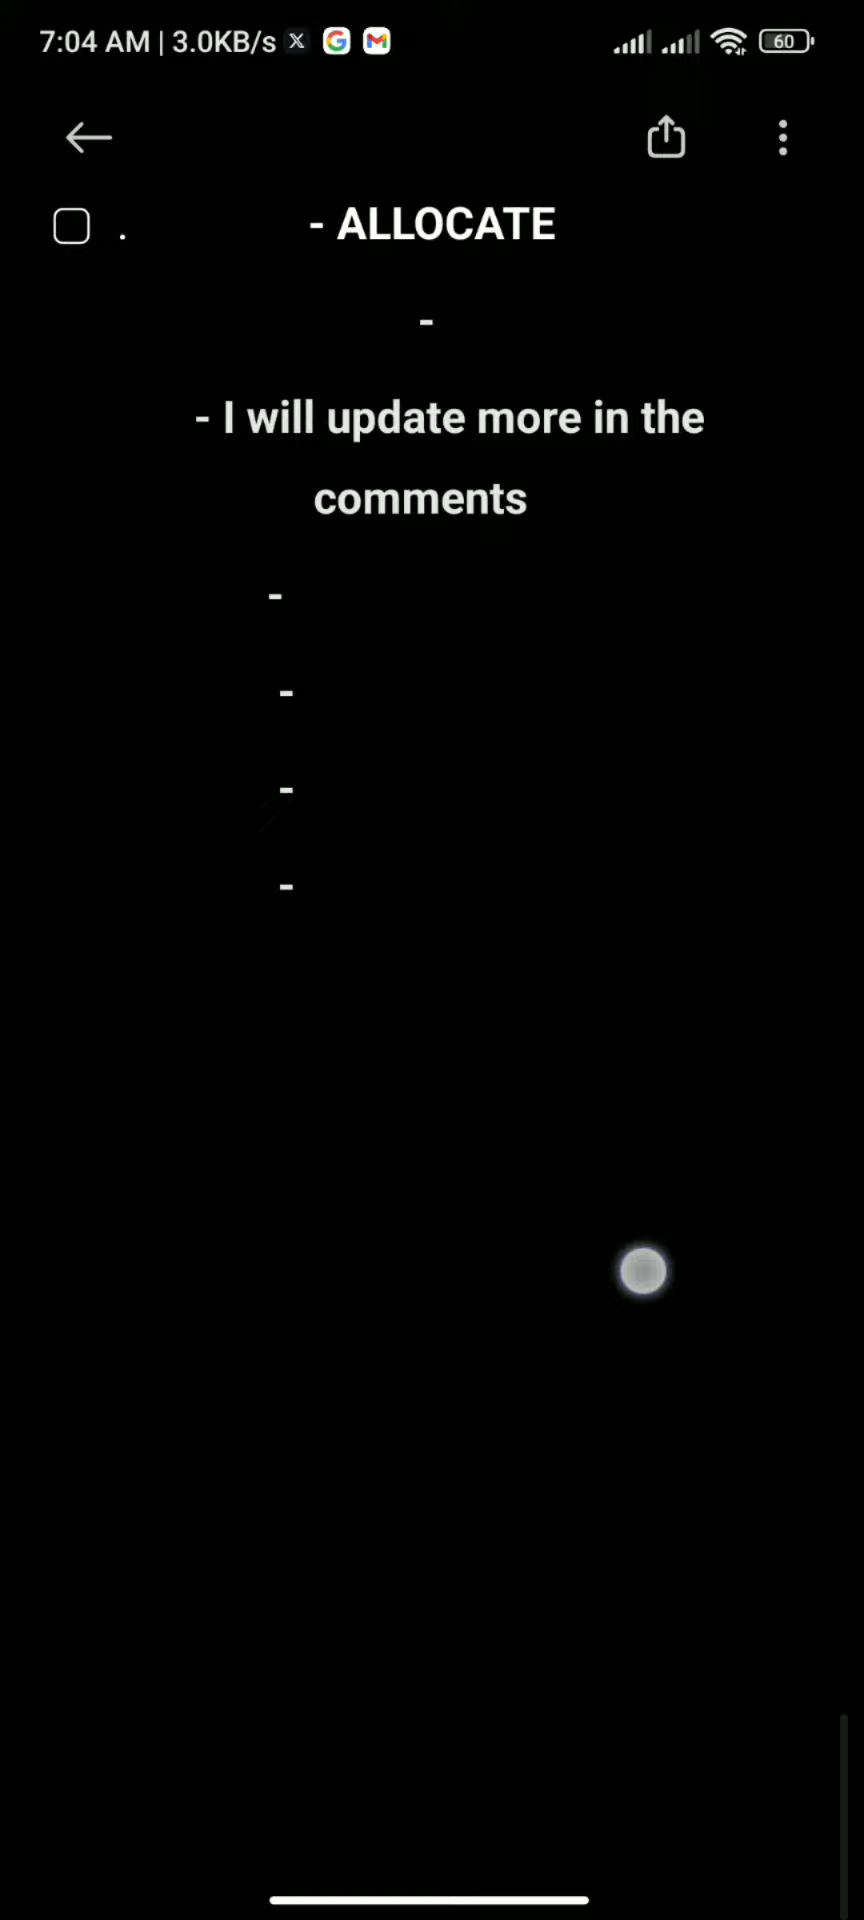 7:04 AM | 3.0KB/s X G M 60
. - ALLOCATE
-
- I will update more in the
comments
-
-
-
-